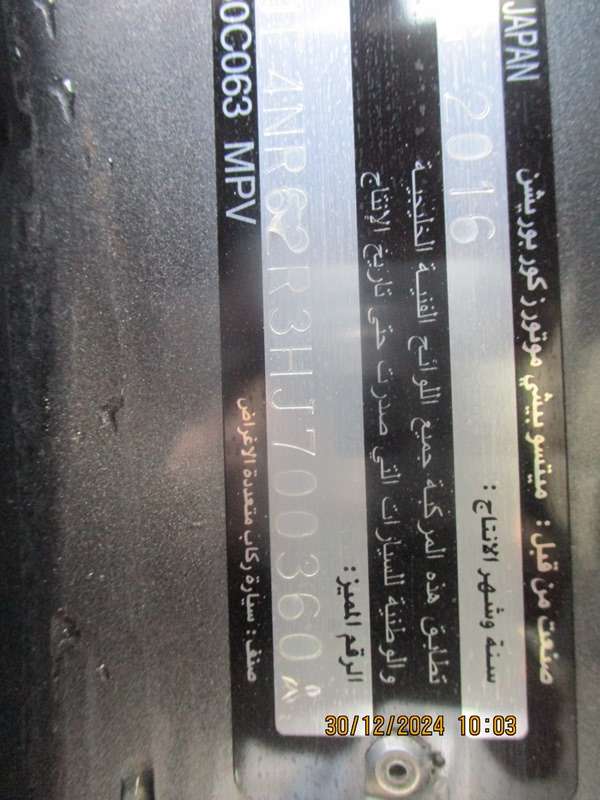 JAPAN صنعت من قبل : ميتسوبيشي موتورز كوربوريشن
2016 سنة وشهر الانتاج :
تطابق هذه المركبة جميع اللوائح الفنية الخليجية
والوطنية للسيارات التي صدرت حتى تاريخ الإنتاج
4NR62R3HJ700360 الرقم المميز:
0C063 MPV صنف : سيارة ركاب متعددة الاغراض
30/12/2024 10:03